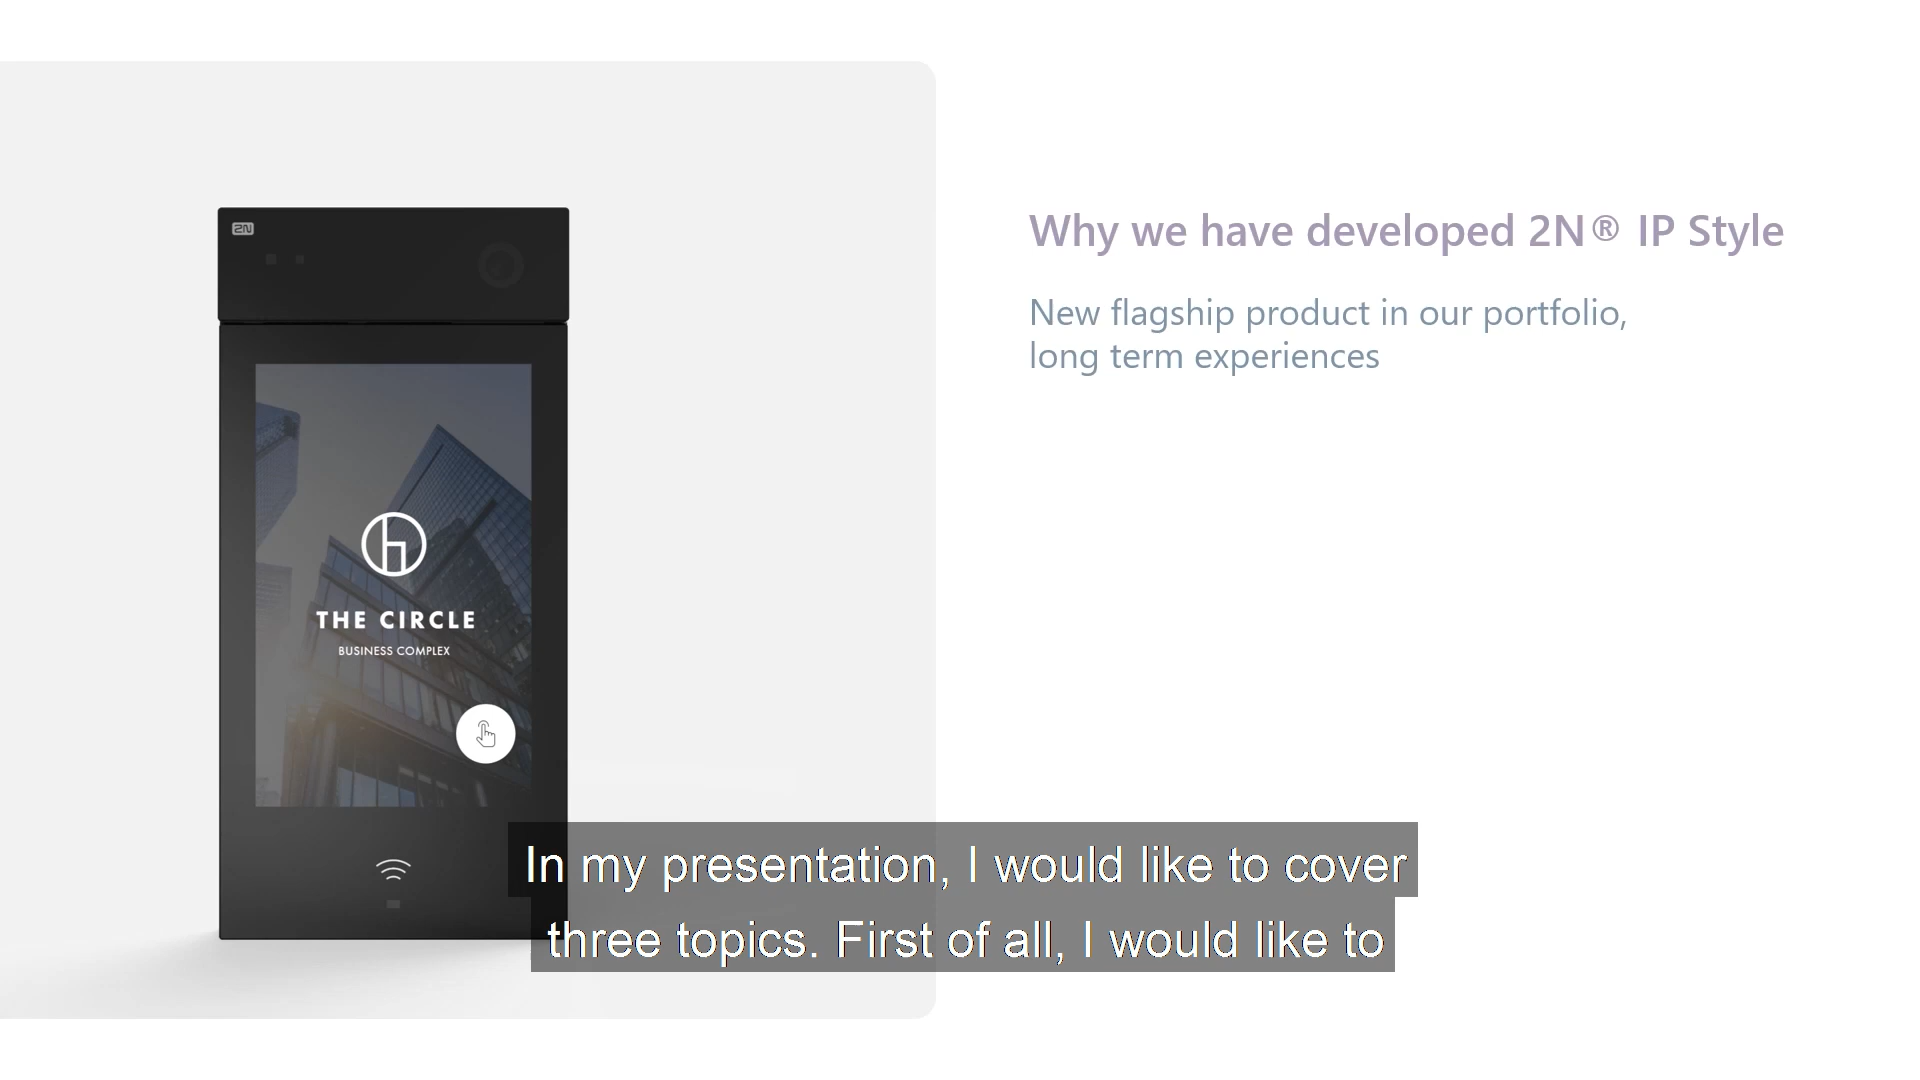 2N
THE CIRCLE
BUSINESS COMPLEX
Why we have developed 2N® IP Style
New flagship product in our portfolio,
long term experiences
In my presentation, I would like to cover
three topics. First of all, I would like to